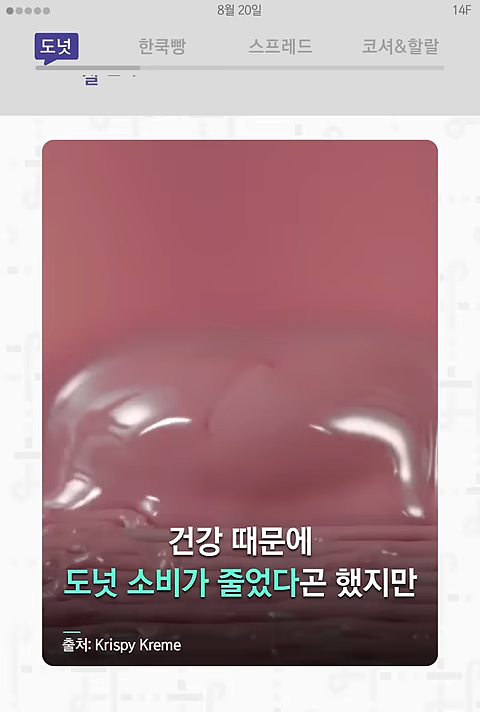 8월 20일
14F
도넛
한쿡빵
스프레드
코셔&할랄
건강 때문에
도넛 소비가 줄었다곤 했지만
출처: Krispy Kreme